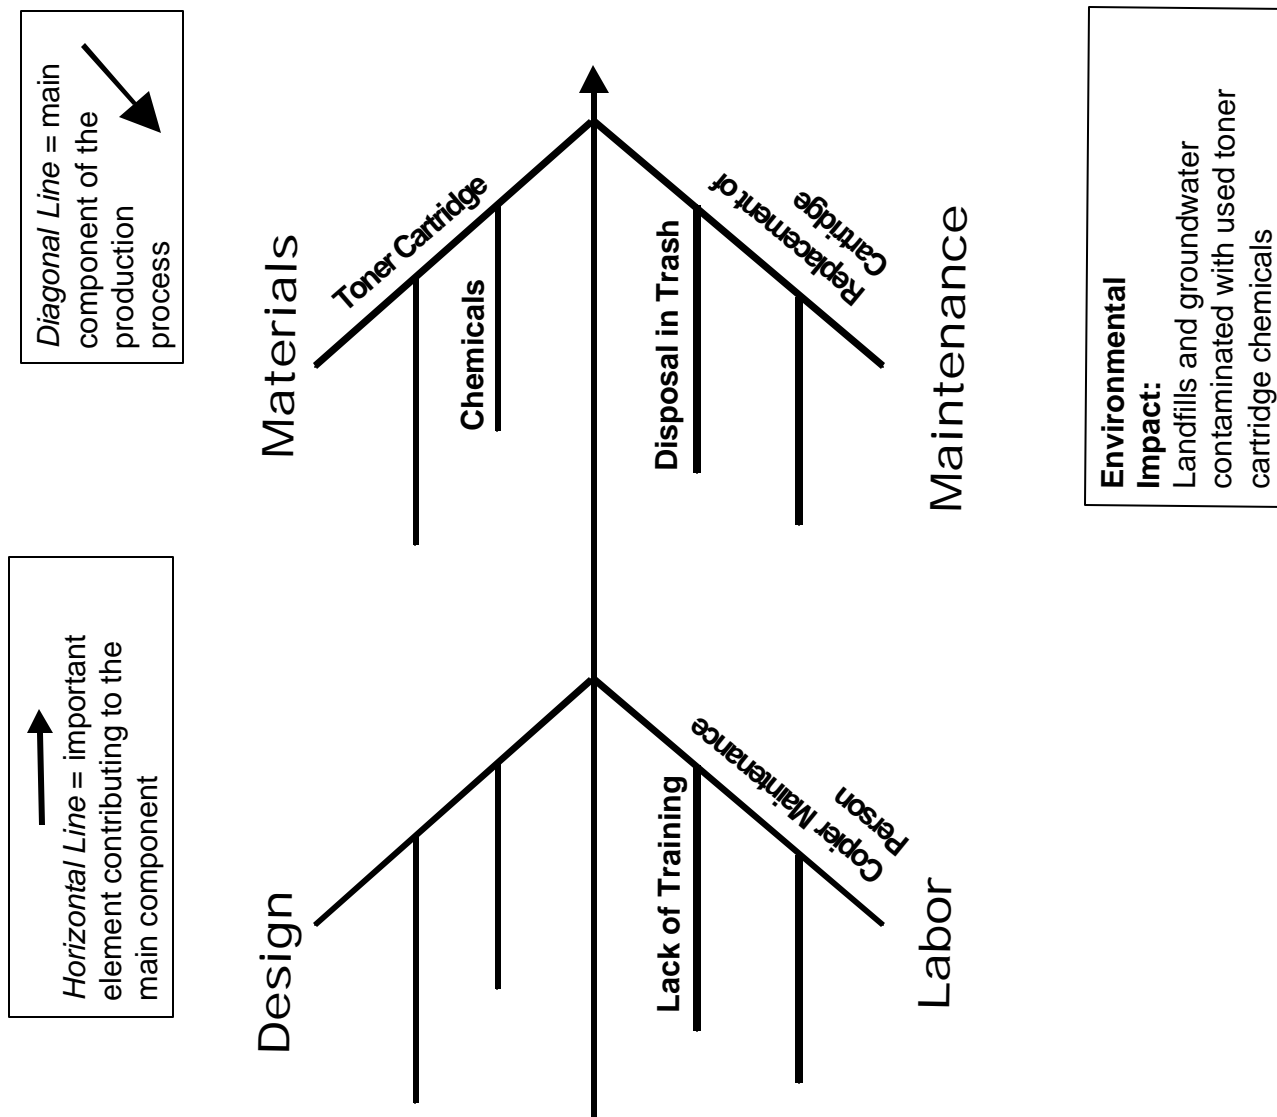 Horizontal Line = important
element contributing to the
main component
Diagonal Line = main
component of the
production
process
Design
Materials
Toner Cartridge
Chemicals
Lack of Training
Disposal in Trash
Copier Maintenance
Person
Replacement of
Cartridge
Labor
Maintenance
Environmental
Impact:
Landfills and groundwater
contaminated with used toner
cartridge chemicals